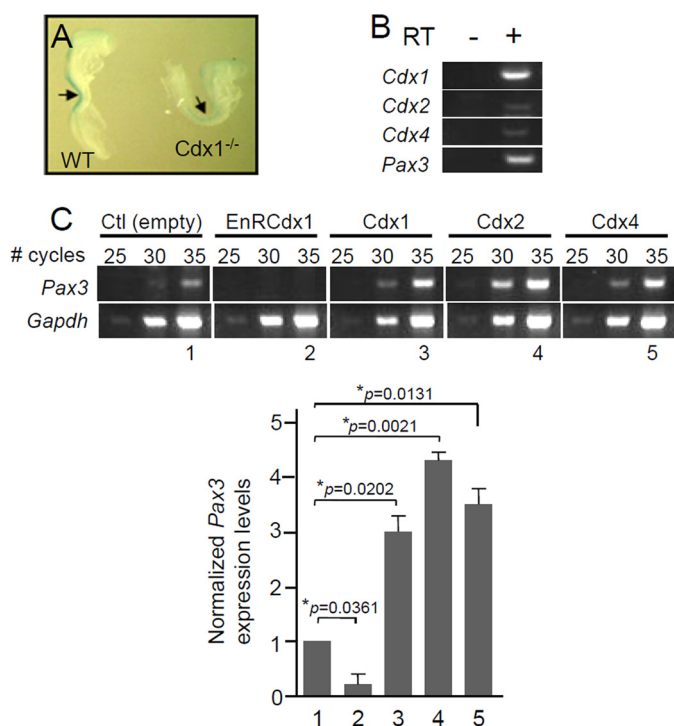 A
WT
Cdx1-/-
B
RT - +
Cdx1
Cdx2
Cdx4
Pax3
C
Ctl (empty) EnRCdx1 Cdx1 Cdx2 Cdx4
# cycles 25 30 35 25 30 35 25 30 35 25 30 35 25 30 35
Pax3
Gapdh
1 2 3 4 5
*p=0.0131
*p=0.0021
*p=0.0202
*p=0.0361
Normalized Pax3
expression levels
5
4
3
2
1
0
1 2 3 4 5